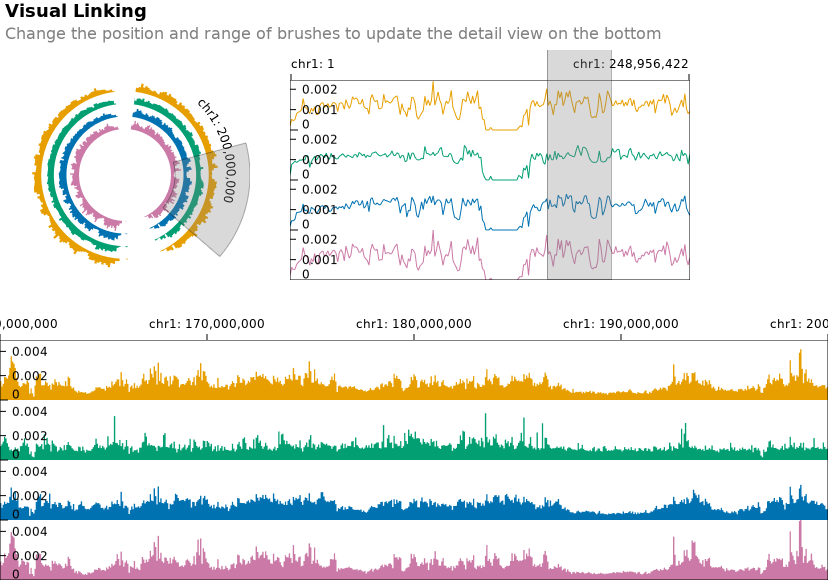 Visual Linking
Change the position and range of brushes to update the detail view on the bottom
chr1: 200,000,000
chr1: 1
chr1: 248,956,422
0.002
0.001
0
0.002
0.001
0
0.002
0.001
0
0.002
0.001
0
0,000,000
chr1: 170,000,000
chr1: 180,000,000
chr1: 190,000,000
chr1: 200
0.004
0.002
0
0.004
0.002
0
0.004
0.002
0
0.004
0.002
0